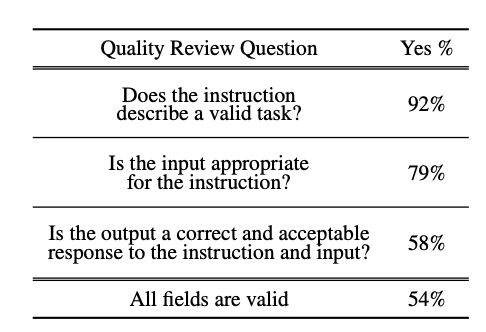 Quality Review Question Yes %
Does the instruction
describe a valid task? 92%
Is the input appropriate
for the instruction? 79%
Is the output a correct and acceptable
response to the instruction and input? 58%
All fields are valid 54%